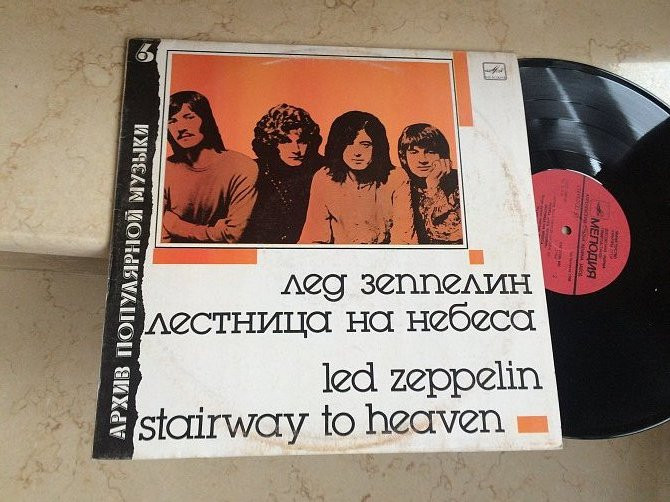 6
АРХИВ ПОПУЛЯРНОЙ МУЗЫКИ
лед зеппелин
лестница на небеса
led zeppelin
stairway to heaven
МЕЛОДИЯ